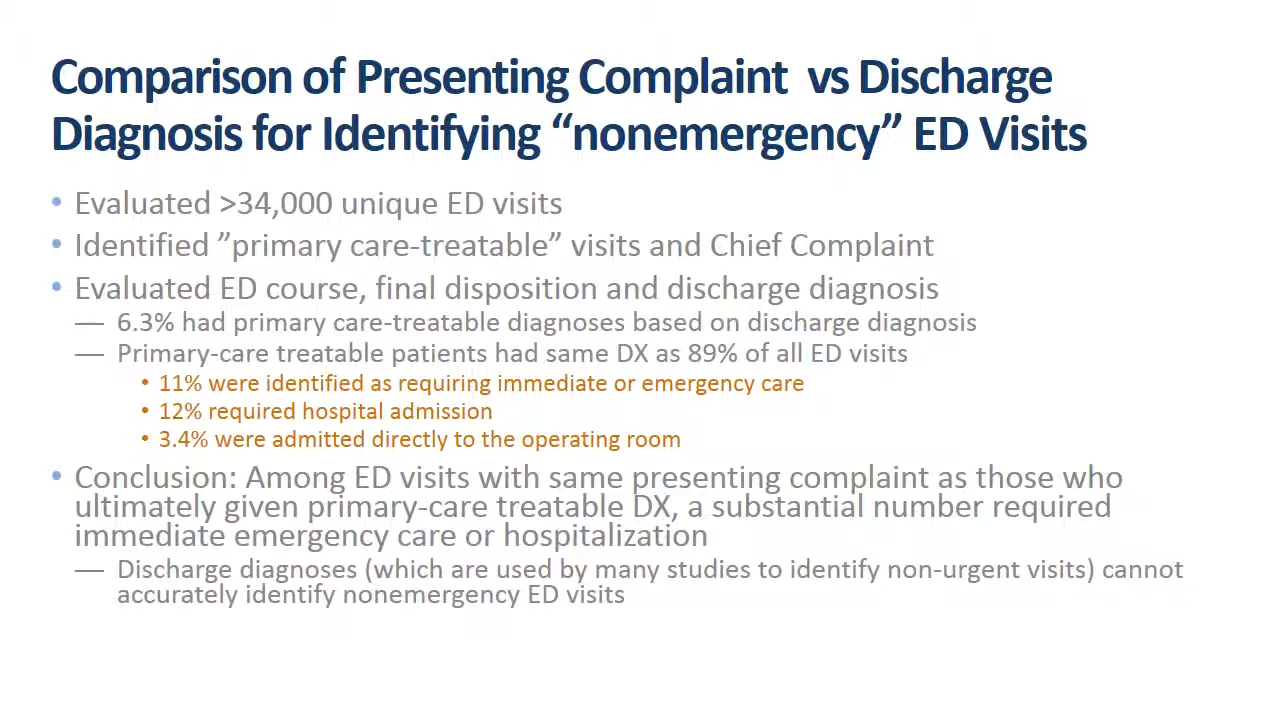 Comparison of Presenting Complaint vs Discharge
Diagnosis for Identifying “nonemergency” ED Visits
• Evaluated >34,000 unique ED visits
• Identified ”primary care-treatable” visits and Chief Complaint
• Evaluated ED course, final disposition and discharge diagnosis
— 6.3% had primary care-treatable diagnoses based on discharge diagnosis
— Primary-care treatable patients had same DX as 89% of all ED visits
• 11% were identified as requiring immediate or emergency care
• 12% required hospital admission
• 3.4% were admitted directly to the operating room
• Conclusion: Among ED visits with same presenting complaint as those who
ultimately given primary-care treatable DX, a substantial number required
immediate emergency care or hospitalization
— Discharge diagnoses (which are used by many studies to identify non-urgent visits) cannot
accurately identify nonemergency ED visits